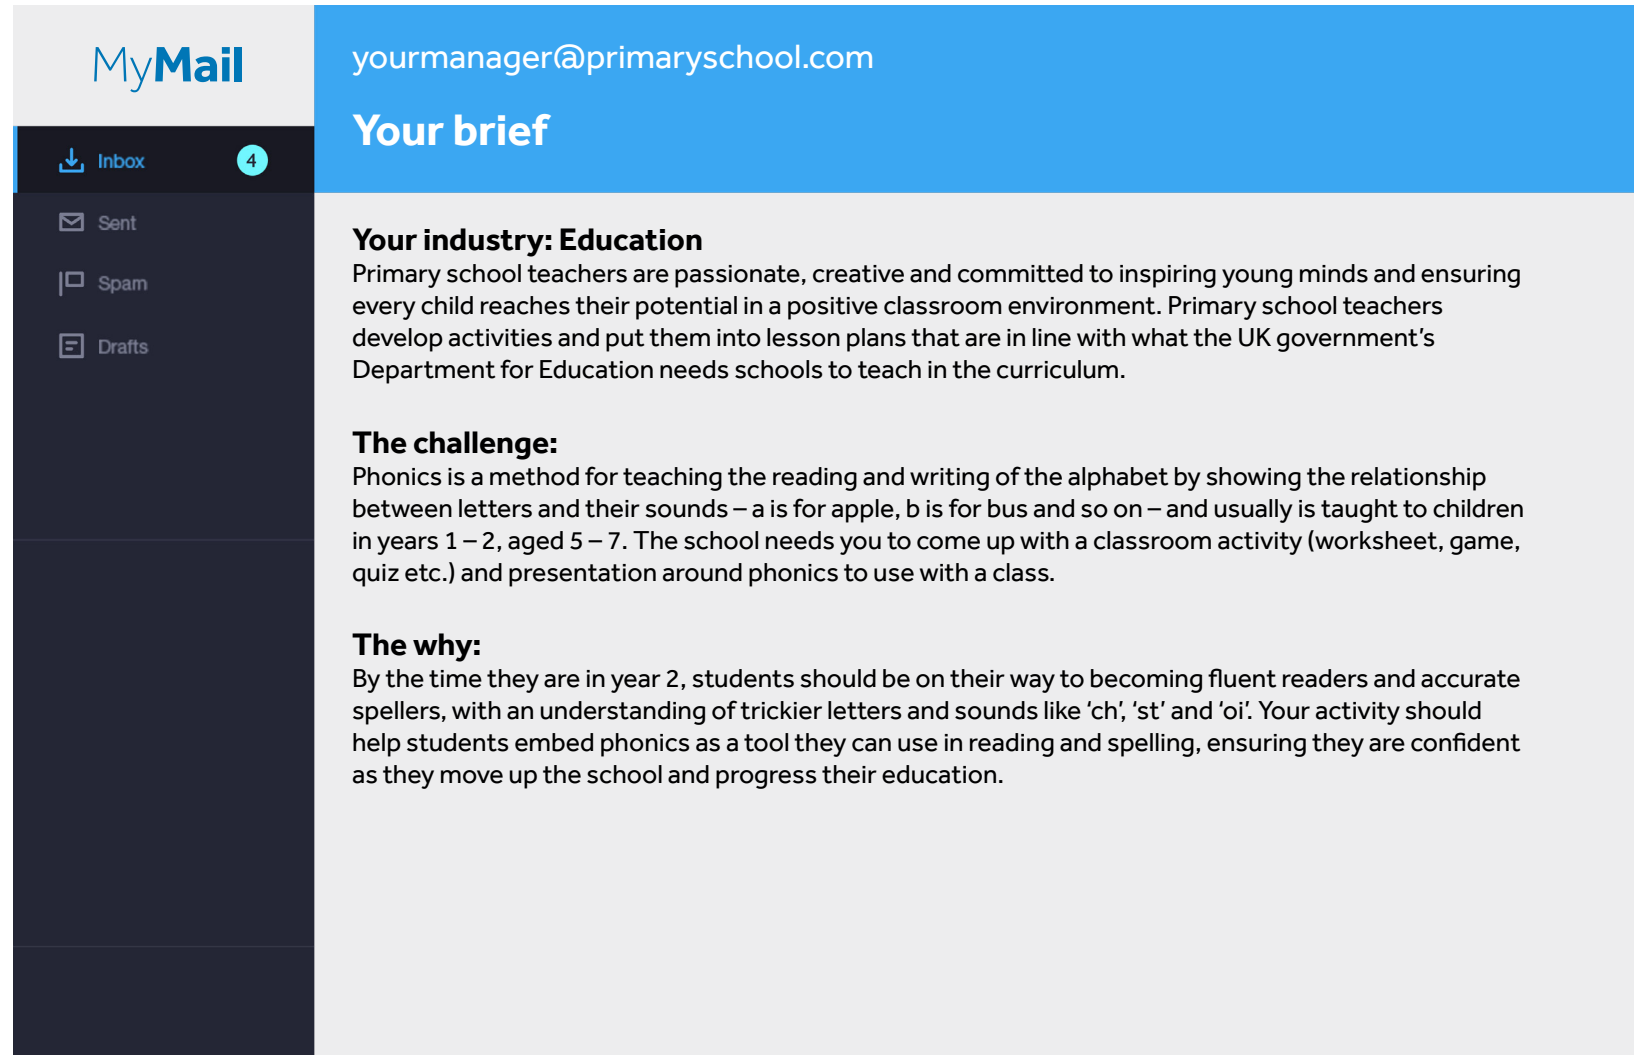 MyMail
Inbox
4
Sent
Spam
Drafts
yourmanager@primaryschool.com
Your brief
Your industry: Education
Primary school teachers are passionate, creative and committed to inspiring young minds and ensuring
every child reaches their potential in a positive classroom environment. Primary school teachers
develop activities and put them into lesson plans that are in line with what the UK government’s
Department for Education needs schools to teach in the curriculum.
The challenge:
Phonics is a method for teaching the reading and writing of the alphabet by showing the relationship
between letters and their sounds – a is for apple, b is for bus and so on – and usually is taught to children
in years 1 – 2, aged 5 – 7. The school needs you to come up with a classroom activity (worksheet, game,
quiz etc.) and presentation around phonics to use with a class.
The why:
By the time they are in year 2, students should be on their way to becoming fluent readers and accurate
spellers, with an understanding of trickier letters and sounds like ‘ch’, ‘st’ and ‘oi’. Your activity should
help students embed phonics as a tool they can use in reading and spelling, ensuring they are confident
as they move up the school and progress their education.